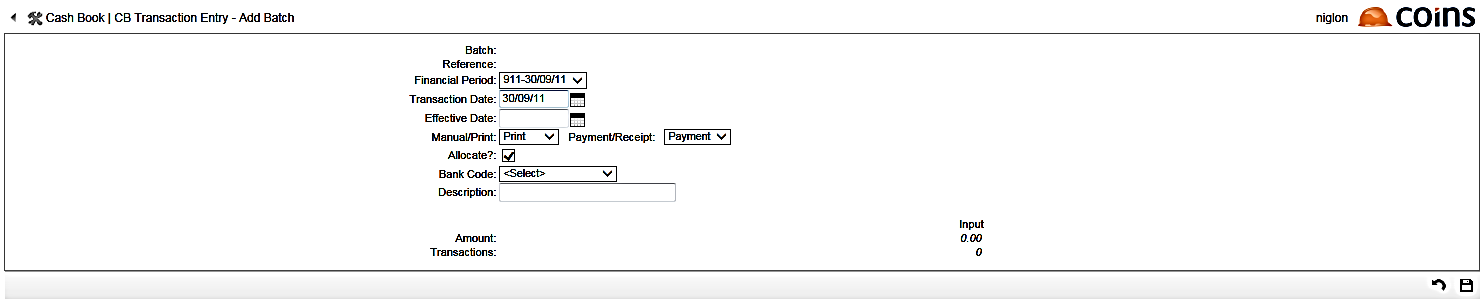 Cash Book | CB Transaction Entry - Add Batch niglon coins
Batch:
Reference:
Financial Period: 911-30/09/11
Transaction Date: 30/09/11
Effective Date:
Manual/Print: Print Payment/Receipt: Payment
Allocate?:
Bank Code: <Select>
Description:
Input
Amount: 0.00
Transactions: 0